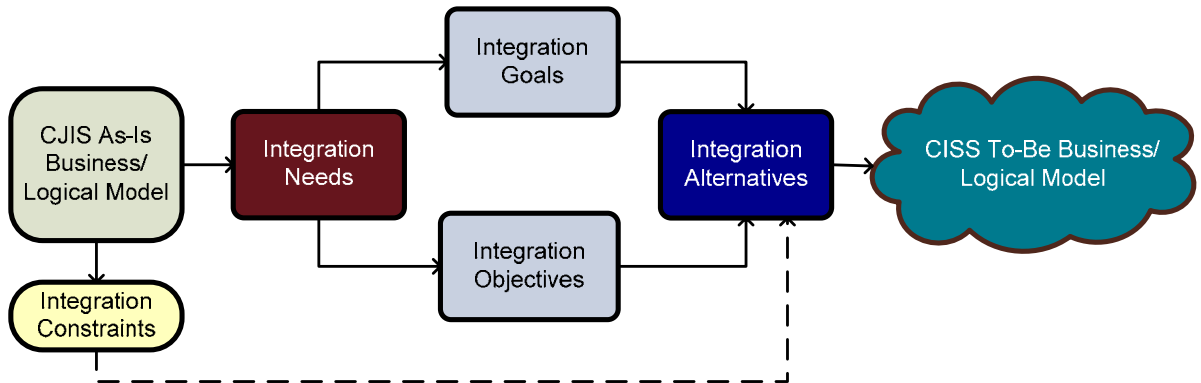 CJIS As-Is
Business/
Logical Model
Integration
Constraints
Integration
Needs
Integration
Goals
Integration
Objectives
Integration
Alternatives
CISS To-Be Business/
Logical Model